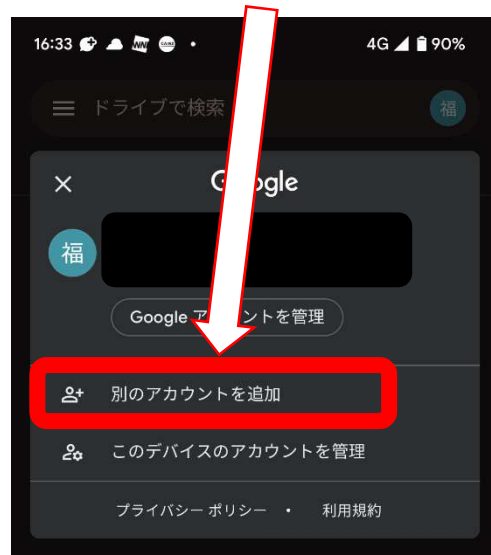 16:33 4G 90%
ドライブで検索 福
Google
福
Google アカウントを管理
別のアカウントを追加
このデバイスのアカウントを管理
プライバシー ポリシー ・ 利用規約